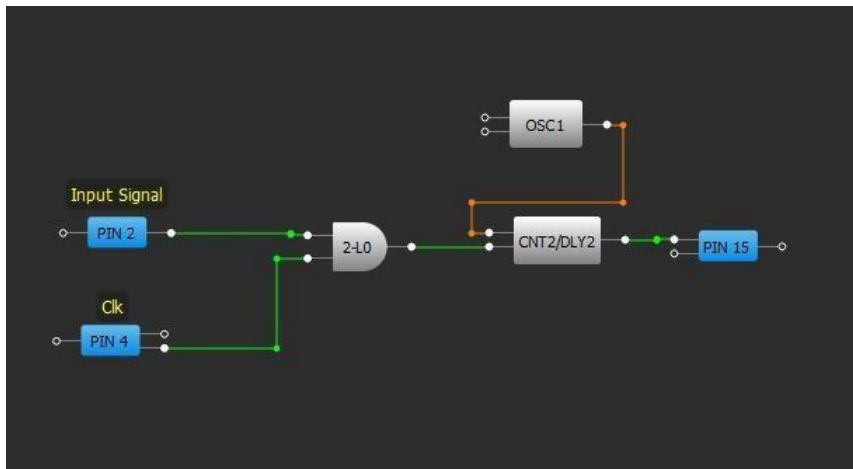 OSC1
Input Signal
PIN 2
2-L0
CNT2/DLY2
PIN 15
Clk
PIN 4